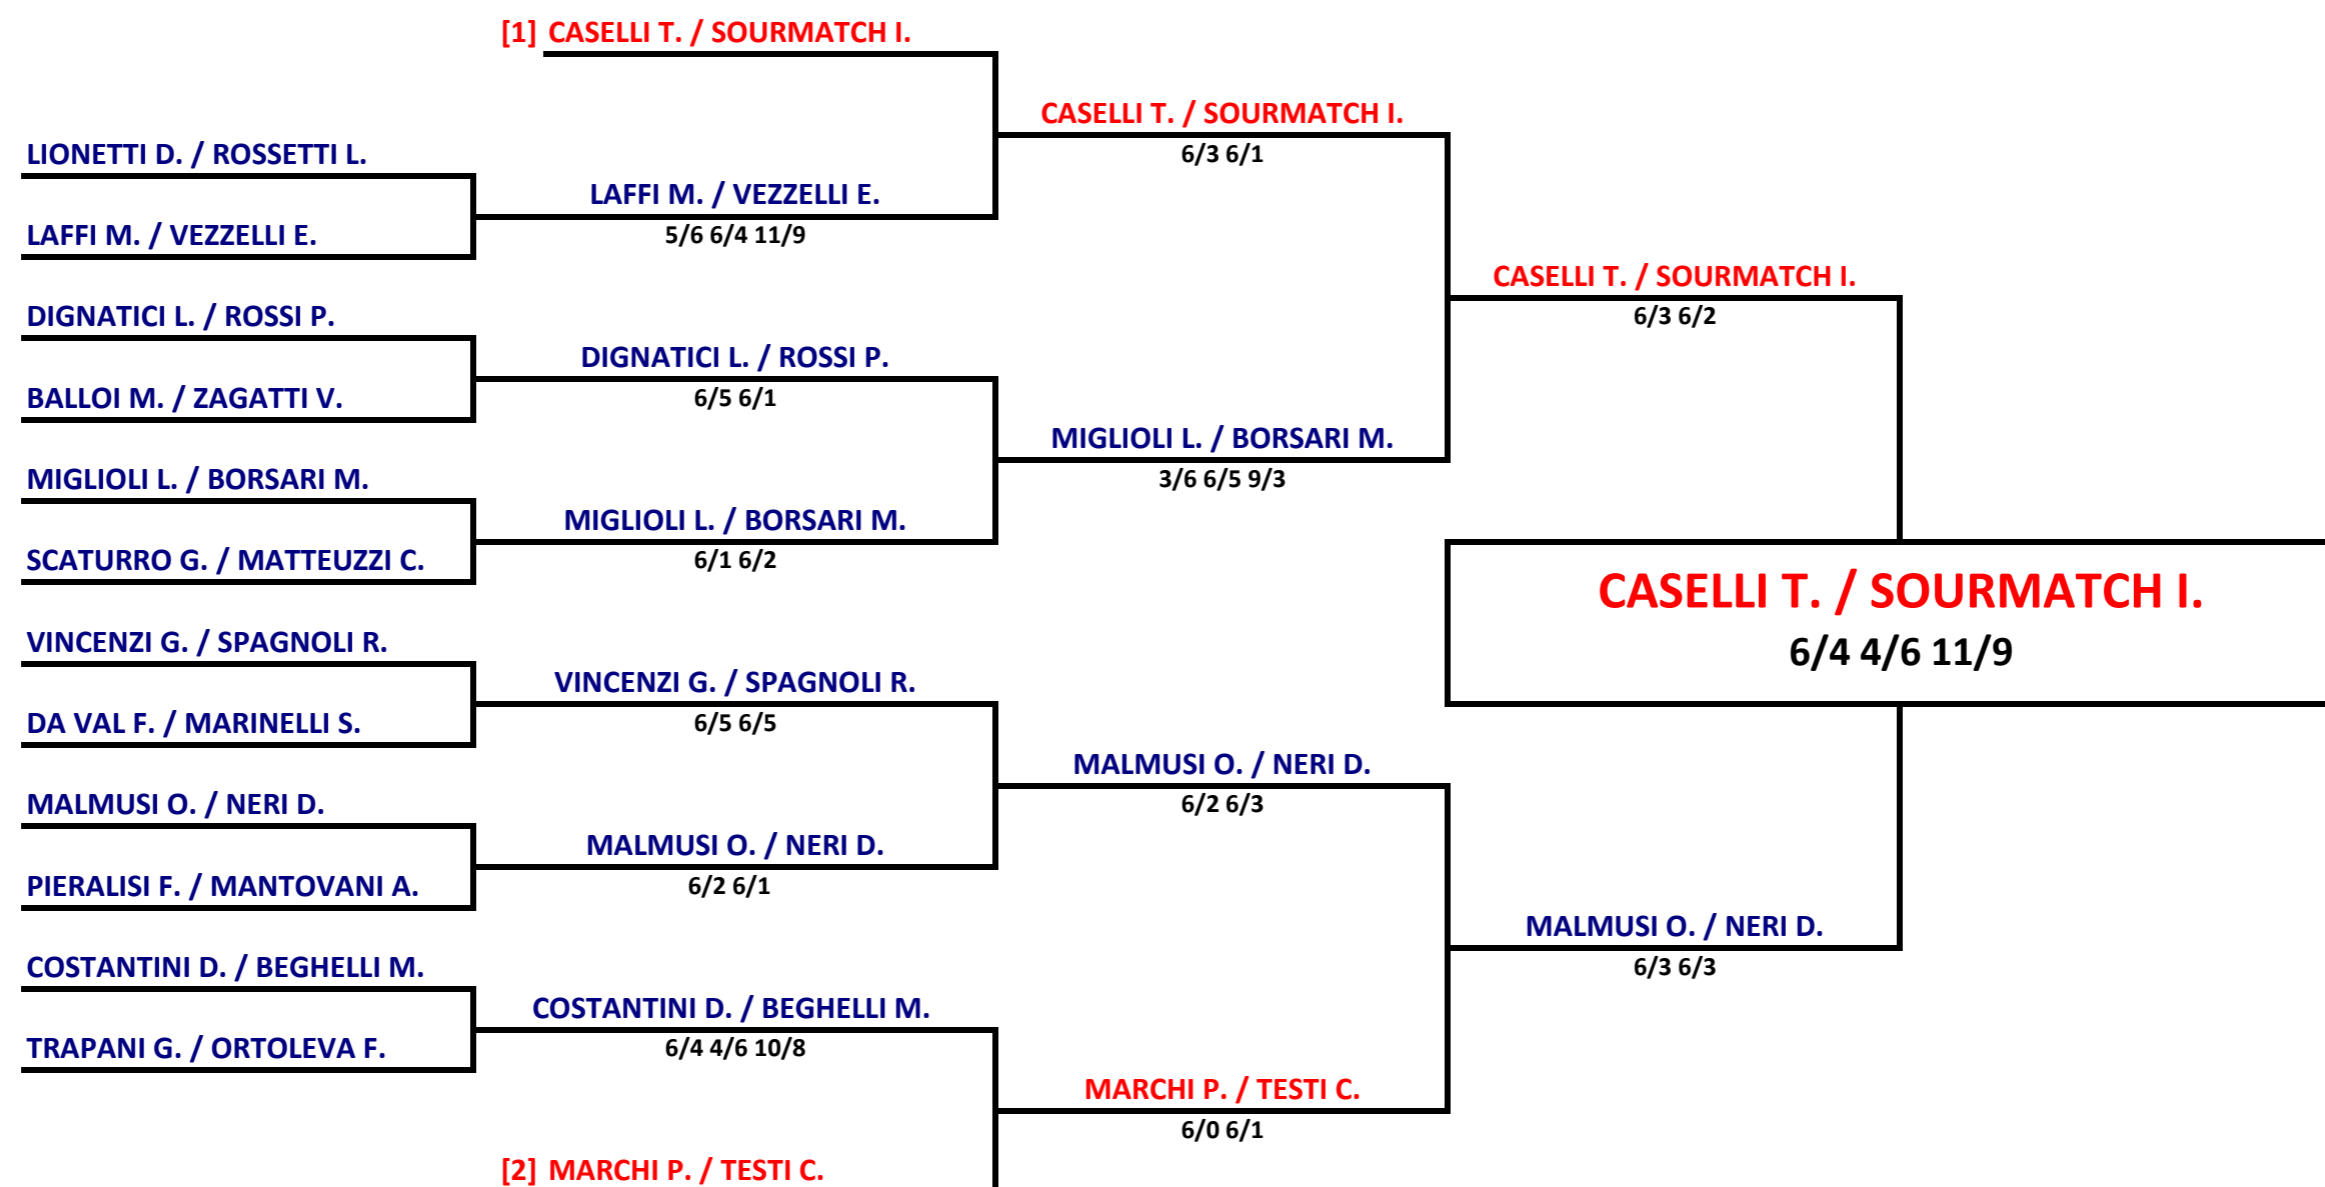 [1] CASELLI T. / SOURMATCH I.
CASELLI T. / SOURMATCH I.
6/3 6/1
LIONETTI D. / ROSSETTI L.
LAFFI M. / VEZZELLI E.
5/6 6/4 11/9
LAFFI M. / VEZZELLI E.
CASELLI T. / SOURMATCH I.
6/3 6/2
DIGNATICI L. / ROSSI P.
DIGNATICI L. / ROSSI P.
6/5 6/1
BALLOI M. / ZAGATTI V.
MIGLIOLI L. / BORSARI M.
3/6 6/5 9/3
MIGLIOLI L. / BORSARI M.
MIGLIOLI L. / BORSARI M.
6/1 6/2
SCATURRO G. / MATTEUZZI C.
CASELLI T. / SOURMATCH I.
6/4 4/6 11/9
VINCENZI G. / SPAGNOLI R.
VINCENZI G. / SPAGNOLI R.
6/5 6/5
DA VAL F. / MARINELLI S.
MALMUSI O. / NERI D.
6/2 6/3
MALMUSI O. / NERI D.
MALMUSI O. / NERI D.
6/2 6/1
PIERALISI F. / MANTOVANI A.
MALMUSI O. / NERI D.
6/3 6/3
COSTANTINI D. / BEGHELLI M.
COSTANTINI D. / BEGHELLI M.
6/4 4/6 10/8
TRAPANI G. / ORTOLEVA F.
MARCHI P. / TESTI C.
6/0 6/1
[2] MARCHI P. / TESTI C.